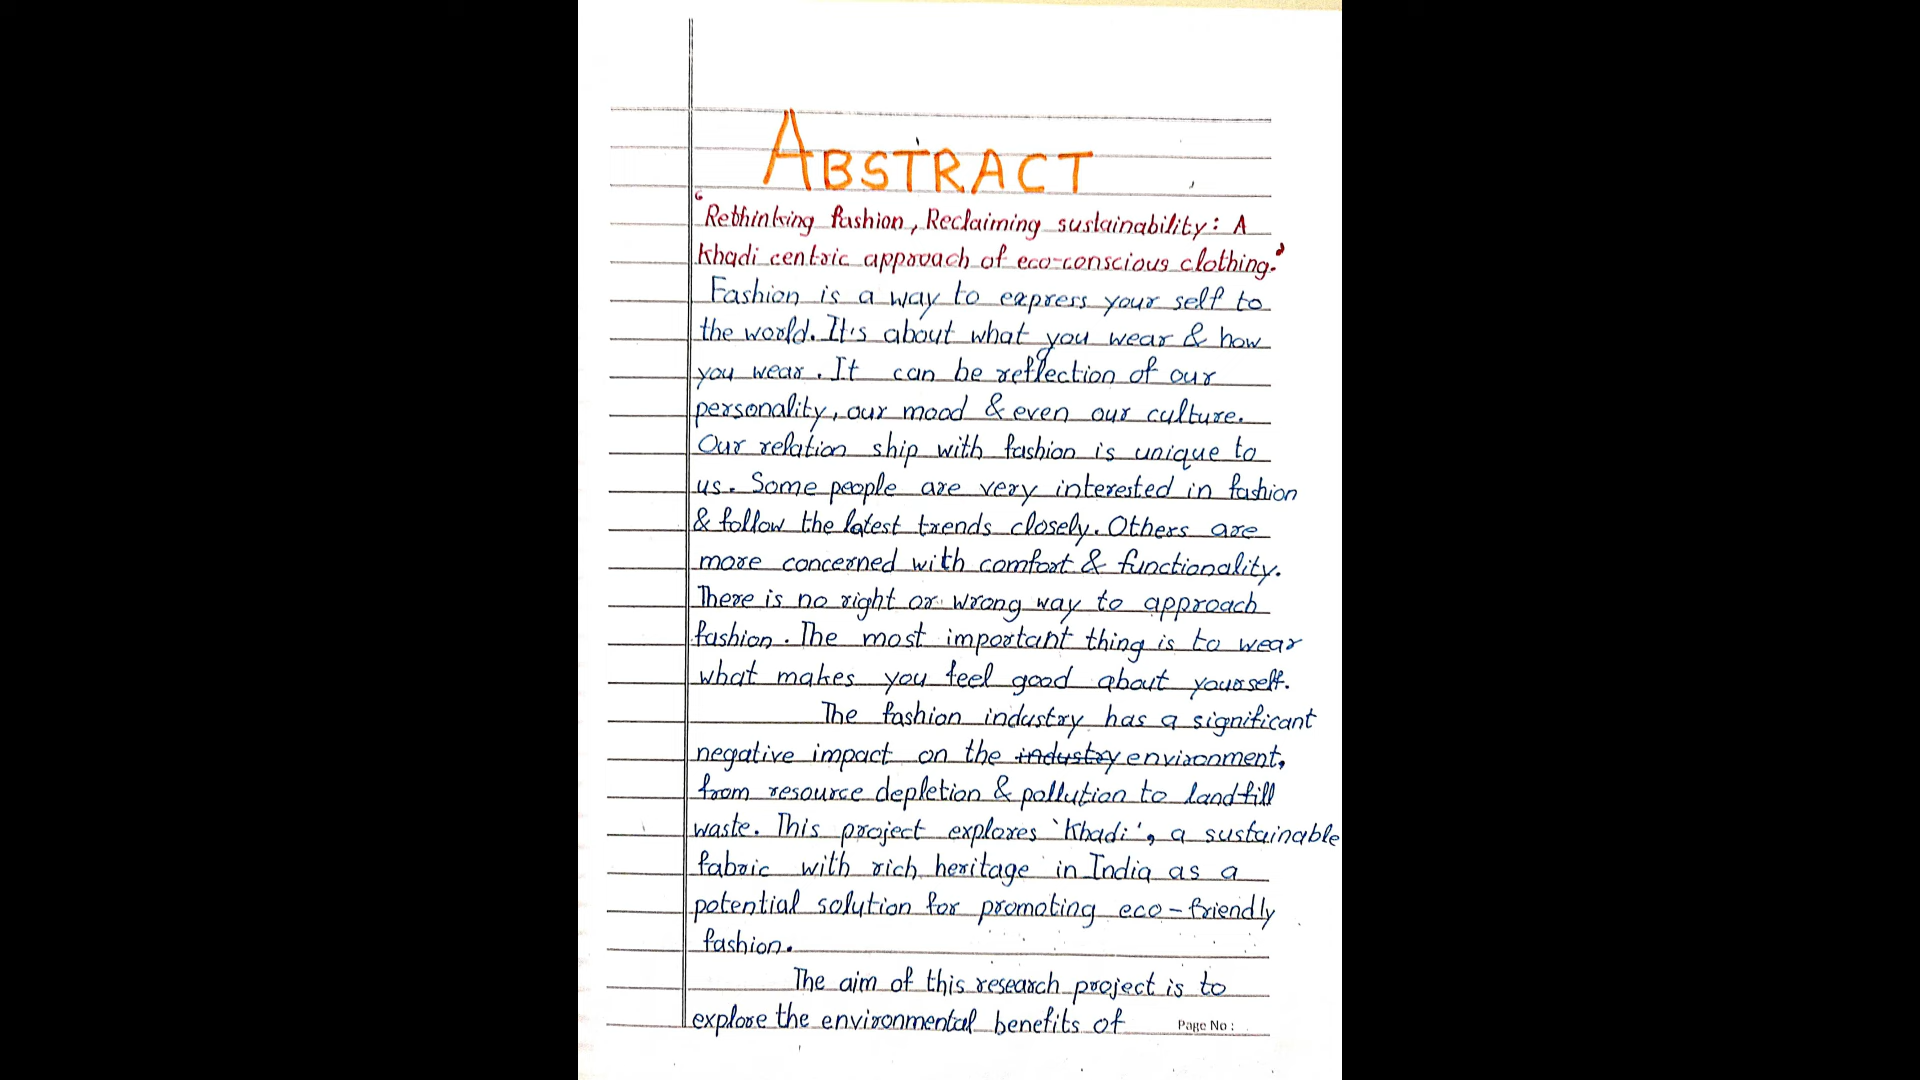 ABSTRACT
"Rethinking fashion, Reclaiming sustainability: A
khadi centric approach of eco-conscious clothing."
Fashion is a way to express your self to
the world. It's about what you wear & how
you wear. It can be reflection of our
personality, our mood & even our culture.
Our relation ship with fashion is unique to
us. Some people are very interested in fashion
& follow the latest trends closely. Others are
more concerned with comfort & functionality.
There is no right or wrong way to approach
fashion. The most important thing is to wear
what makes you feel good about yourself.
The fashion industry has a significant
negative impact on the industry environment,
from resource depletion & pollution to landfill
waste. This project explores 'Khadi', a sustainable
fabric with rich heritage in India as a
potential solution for promoting eco-friendly
fashion.
The aim of this research project is to
explore the environmental benefits of
Page No :